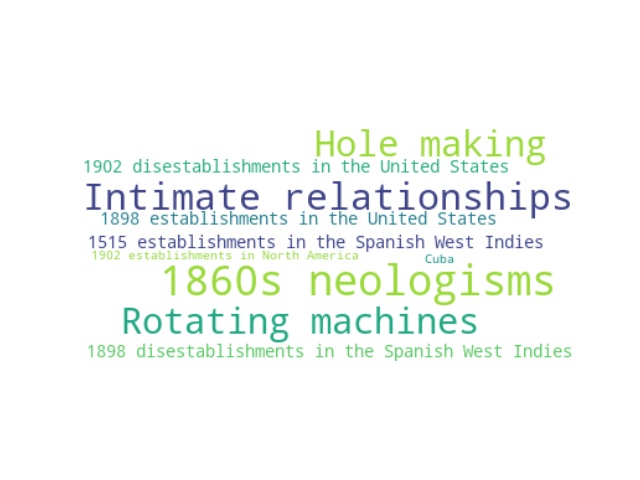 Hole making
1902 disestablishments in the United States
Intimate relationships
1898 establishments in the United States
1515 establishments in the Spanish West Indies
1902 establishments in North America
Cuba
1860s neologisms
Rotating machines
1898 disestablishments in the Spanish West Indies